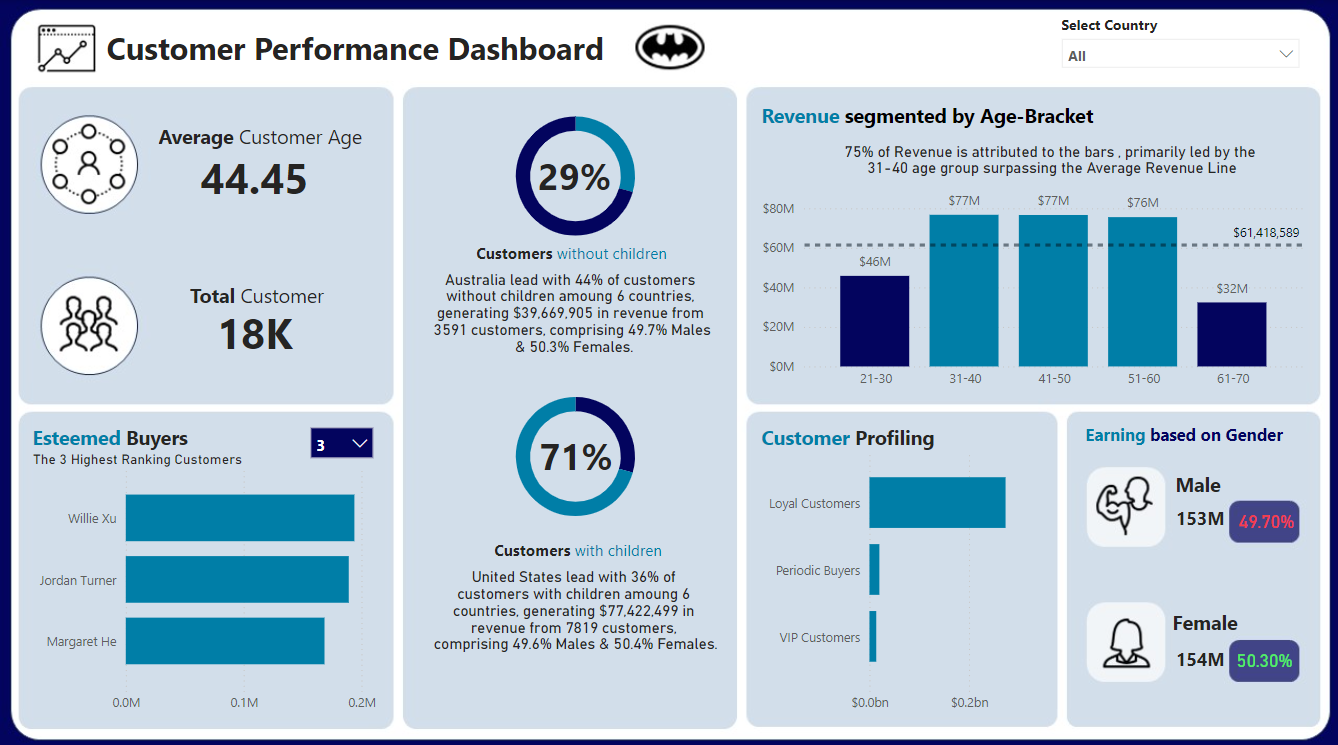 Customer Performance Dashboard
Select Country
All
Average Customer Age
44.45
Total Customer
18K
29%
Customers without children
Australia lead with 44% of customers
without children amoung 6 countries,
generating $39,669,905 in revenue from
3591 customers, comprising 49.7% Males
& 50.3% Females.
71%
Customers with children
United States lead with 36% of
customers with children amoung 6
countries, generating $77,422,499 in
revenue from 7819 customers,
comprising 49.6% Males & 50.4% Females.
Revenue segmented by Age-Bracket
75% of Revenue is attributed to the bars , primarily led by the
31-40 age group surpassing the Average Revenue Line
$80M
$60M
$40M
$20M
$0M
$46M
$77M
$77M
$76M
$32M
$61,418,589
21-30
31-40
41-50
51-60
61-70
Esteemed Buyers
3
The 3 Highest Ranking Customers
Willie Xu
Jordan Turner
Margaret He
0.0M
0.1M
0.2M
Customer Profiling
Loyal Customers
Periodic Buyers
VIP Customers
$0.0bn
$0.2bn
Earning based on Gender
Male
153M
49.70%
Female
154M
50.30%